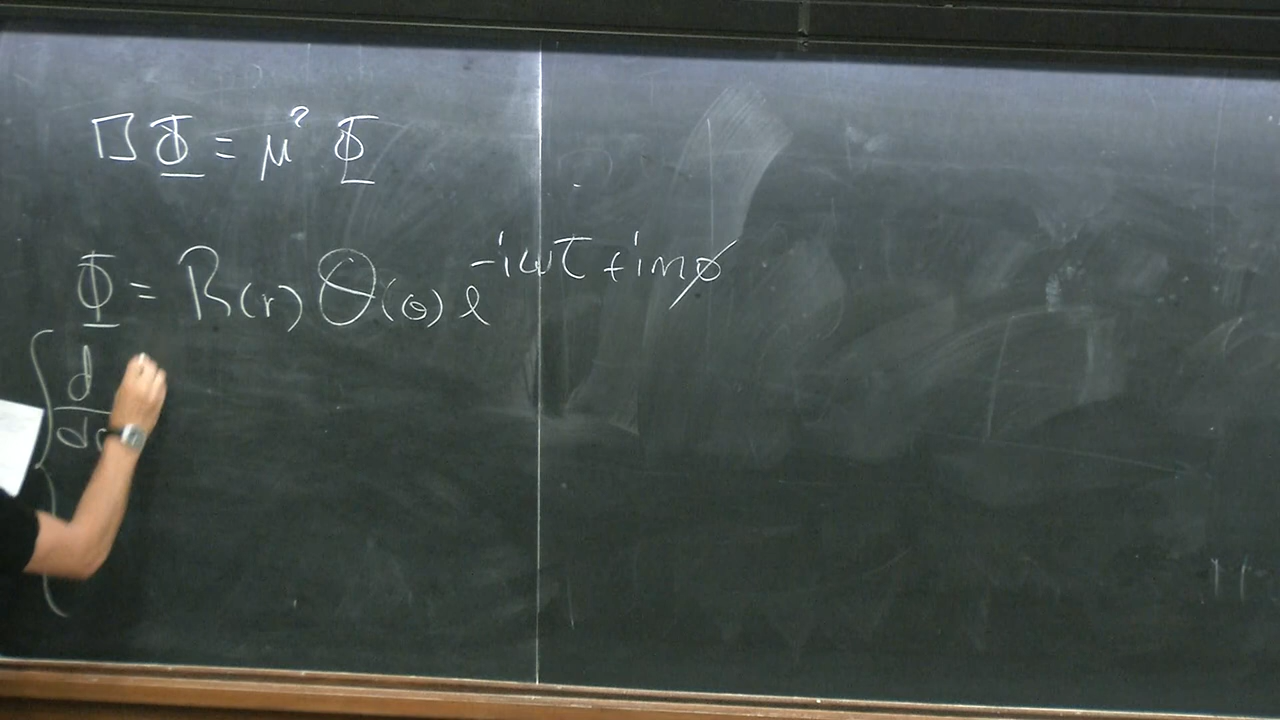 □Φ = μ² Φ
Φ = R(r) Θ(θ) e^{-iωt + imφ}
{ d